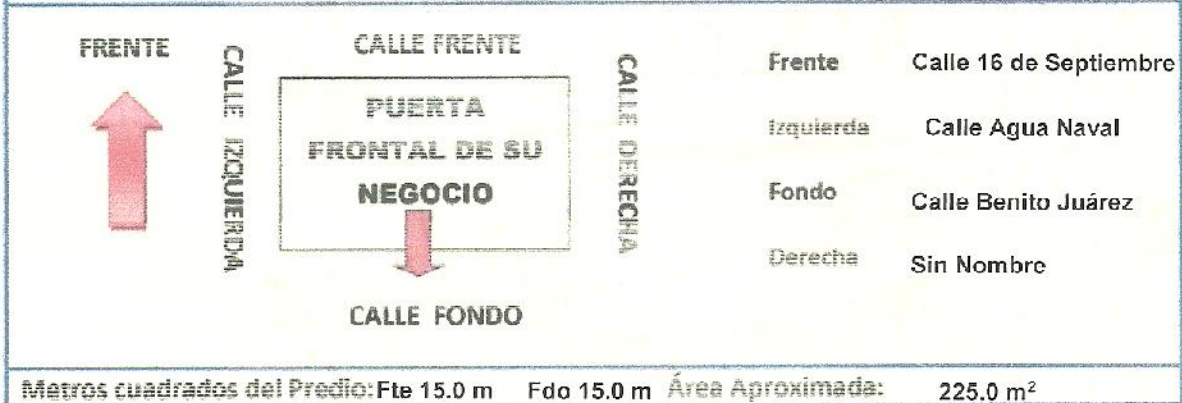 FRENTE
CALLE IZQUIERDA
CALLE FRENTE
PUERTA
FRONTAL DE SU
NEGOCIO
CALLE FONDO
CALLE DERECHA
Frente Calle 16 de Septiembre
Izquierda Calle Agua Naval
Fondo Calle Benito Juárez
Derecha Sin Nombre
Metros cuadrados del Predio: Fte 15.0 m Fdo 15.0 m Área Aproximada: 225.0 m²